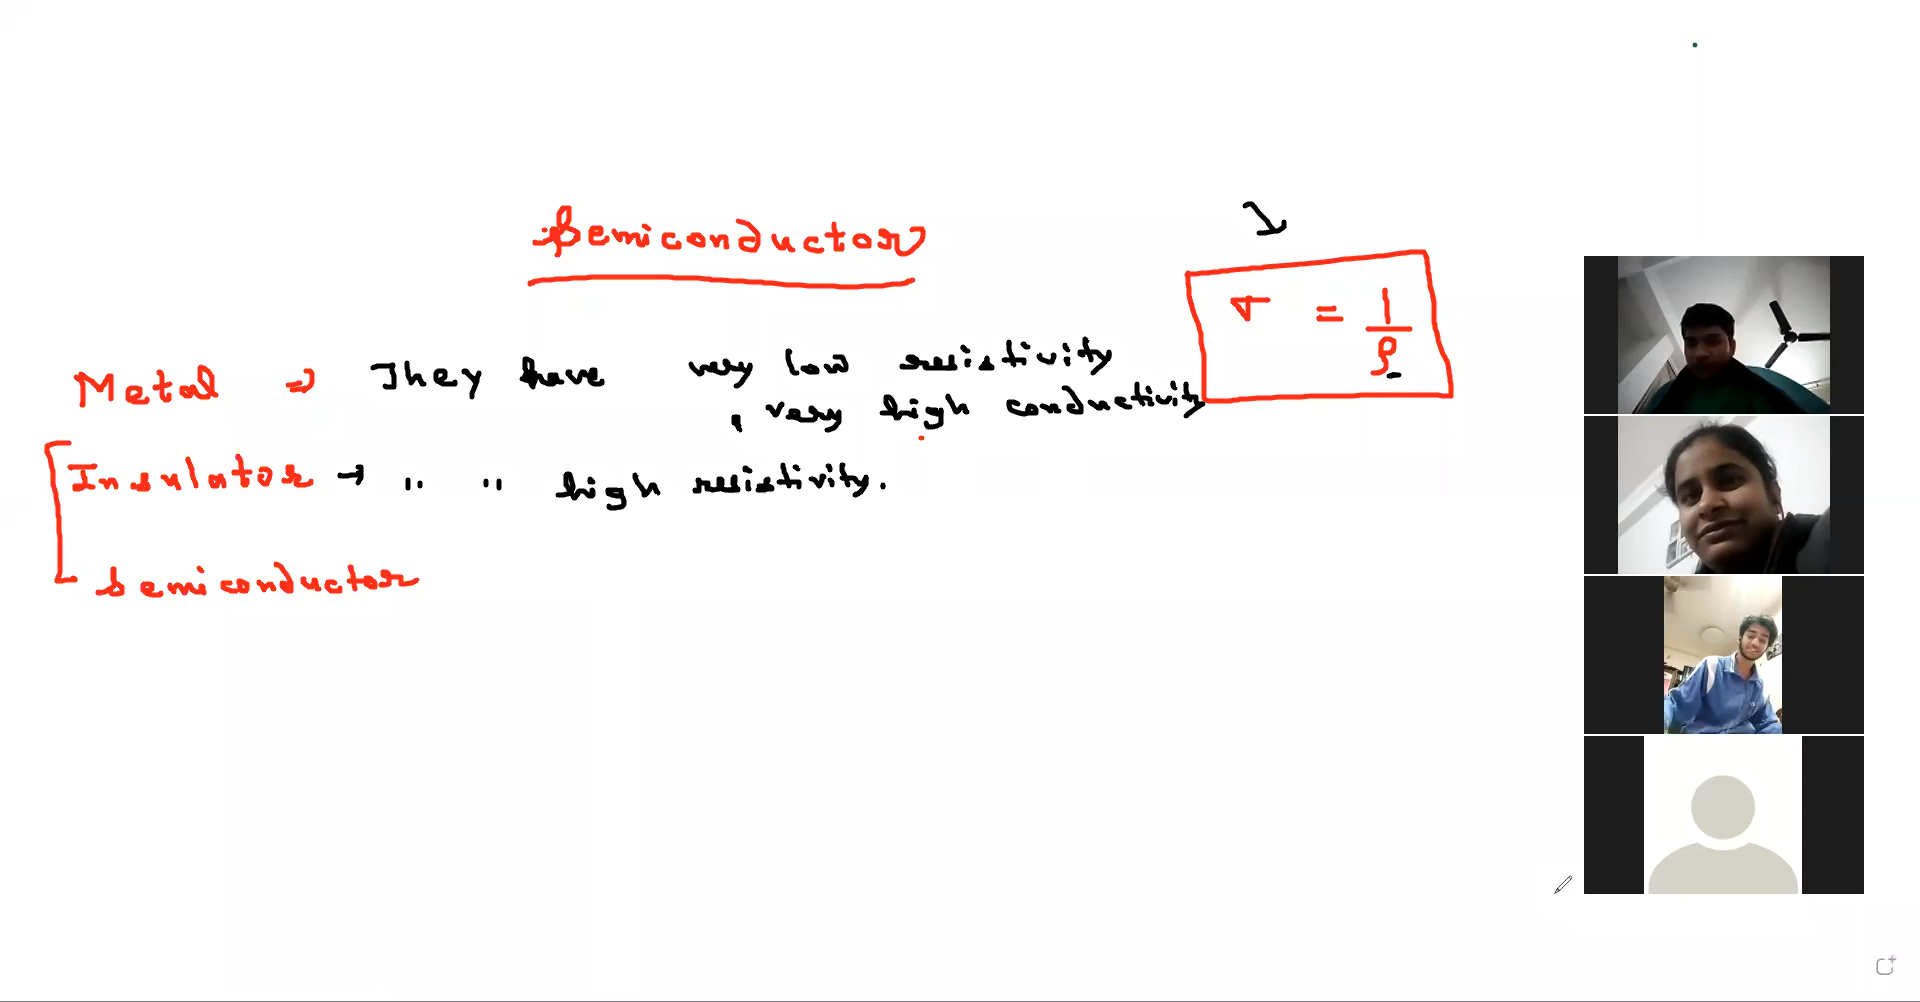 Semiconductor
σ = 1/ρ
Metal ⇒ They have very low resistivity
, very high conductivity
Insulator → " " high resistivity.
Semiconductor